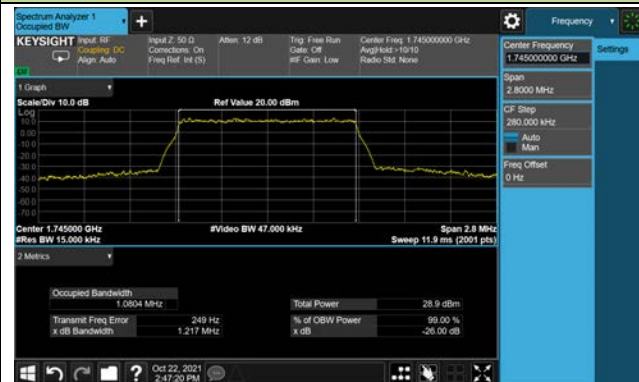 Spectrum Analyzer 1
Occupied BW
Frequency
KEYSIGHT
Input: RF
Coupling: DC
Align: Auto
Input Z: 50 Ω
Corrections: On
Freq Ref: Int (S)
Atten: 12 dB
Trig: Free Run
Gate: Off
#IF Gain: Low
Center Freq: 1.745000000 GHz
Avg|Hold:>10/10
Radio Std: None
Center Frequency
1.745000000 GHz
Settings
Span
2.8000 MHz
CF Step
280.000 kHz
Auto
Man
Freq Offset
0 Hz
1 Graph
Scale/Div 10.0 dB
Ref Value 20.00 dBm
Log
10.0
0.00
-10.0
-20.0
-30.0
-40.0
-50.0
-60.0
-70.0
Center 1.745000 GHz
#Video BW 47.000 kHz
Span 2.8 MHz
#Res BW 15.000 kHz
Sweep 11.9 ms (2001 pts)
2 Metrics
Occupied Bandwidth
1.0804 MHz
Total Power 28.9 dBm
Transmit Freq Error 249 Hz
% of OBW Power 99.00 %
x dB Bandwidth 1.217 MHz
x dB -26.00 dB
Oct 22, 2021
2:47:20 PM